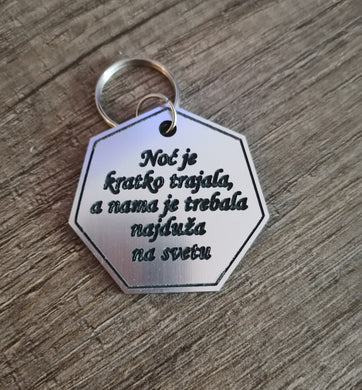 Noć je
kratko trajala,
a nama je trebala
najduža
na svetu